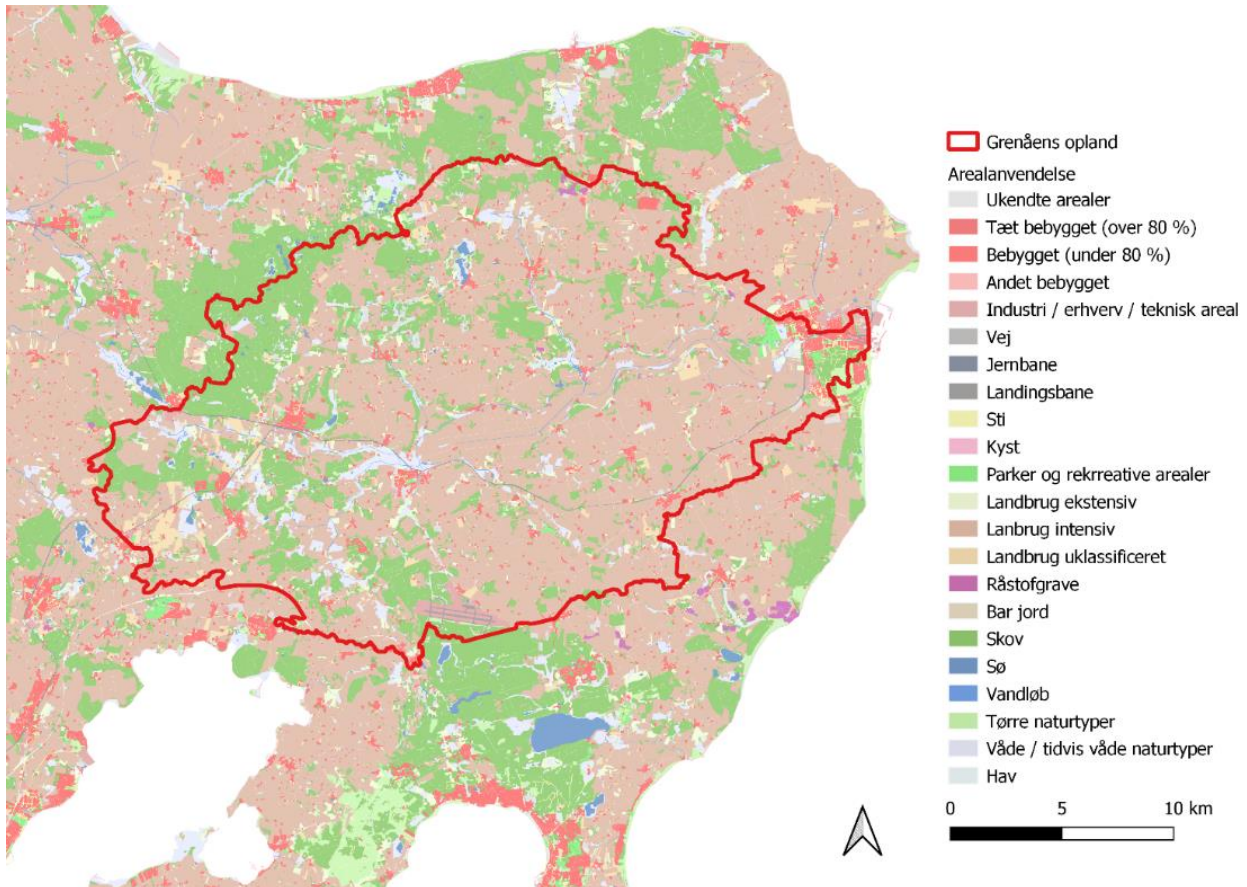 Grenåens opland
Arealanvendelse
Ukendte arealer
Tæt bebygget (over 80 %)
Bebygget (under 80 %)
Andet bebygget
Industri / erhverv / teknisk areal
Vej
Jernbane
Landingsbane
Sti
Kyst
Parker og rekrreative arealer
Landbrug ekstensiv
Lanbrug intensiv
Landbrug uklassificeret
Råstofgrave
Bar jord
Skov
Sø
Vandløb
Tørre naturtyper
Våde / tidvis våde naturtyper
Hav
0 5 10 km